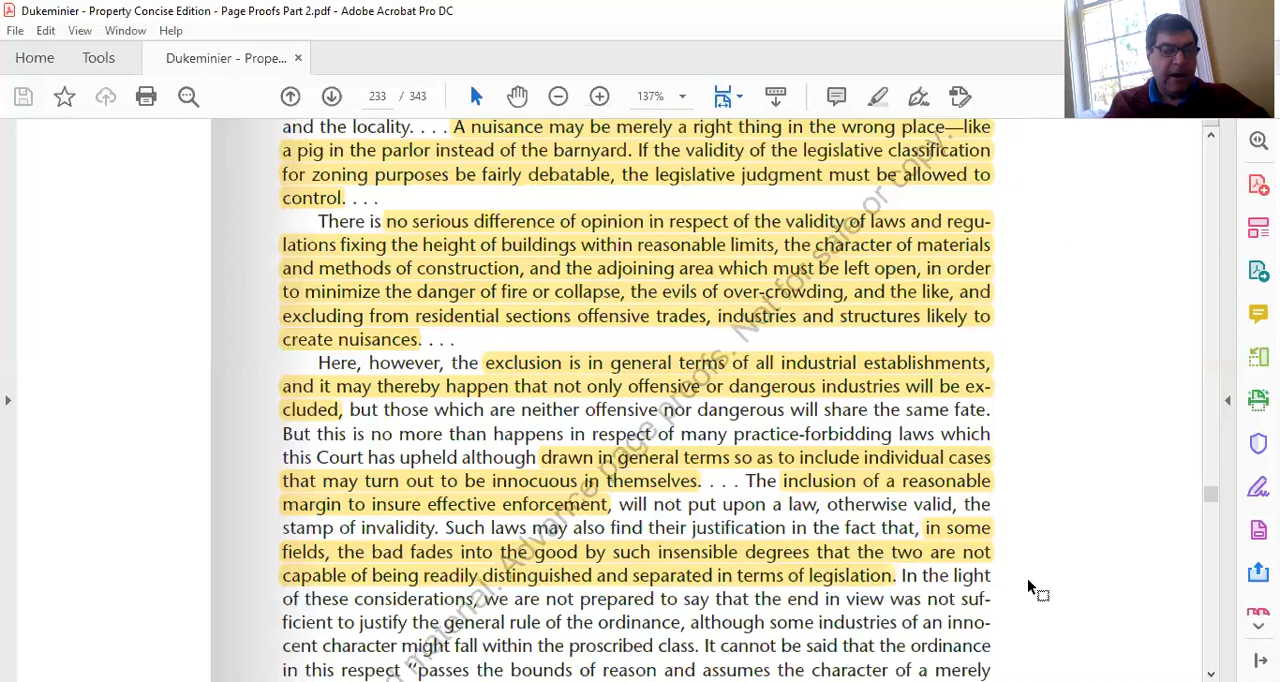 Dukeminier - Property Concise Edition - Page Proofs Part 2.pdf - Adobe Acrobat Pro DC
File Edit View Window Help
Home Tools Dukeminier - Prope... ×
233 / 343 137%
and the locality. . . . A nuisance may be merely a right thing in the wrong place—like
a pig in the parlor instead of the barnyard. If the validity of the legislative classification
for zoning purposes be fairly debatable, the legislative judgment must be allowed to
control. . . .
There is no serious difference of opinion in respect of the validity of laws and regu-
lations fixing the height of buildings within reasonable limits, the character of materials
and methods of construction, and the adjoining area which must be left open, in order
to minimize the danger of fire or collapse, the evils of over-crowding, and the like, and
excluding from residential sections offensive trades, industries and structures likely to
create nuisances. . . .
Here, however, the exclusion is in general terms of all industrial establishments,
and it may thereby happen that not only offensive or dangerous industries will be ex-
cluded, but those which are neither offensive nor dangerous will share the same fate.
But this is no more than happens in respect of many practice-forbidding laws which
this Court has upheld although drawn in general terms so as to include individual cases
that may turn out to be innocuous in themselves. . . . The inclusion of a reasonable
margin to insure effective enforcement, will not put upon a law, otherwise valid, the
stamp of invalidity. Such laws may also find their justification in the fact that, in some
fields, the bad fades into the good by such insensible degrees that the two are not
capable of being readily distinguished and separated in terms of legislation. In the light
of these considerations, we are not prepared to say that the end in view was not suf-
ficient to justify the general rule of the ordinance, although some industries of an inno-
cent character might fall within the proscribed class. It cannot be said that the ordinance
in this respect “passes the bounds of reason and assumes the character of a merely
material. Advance page proofs. Not for sale or copy.